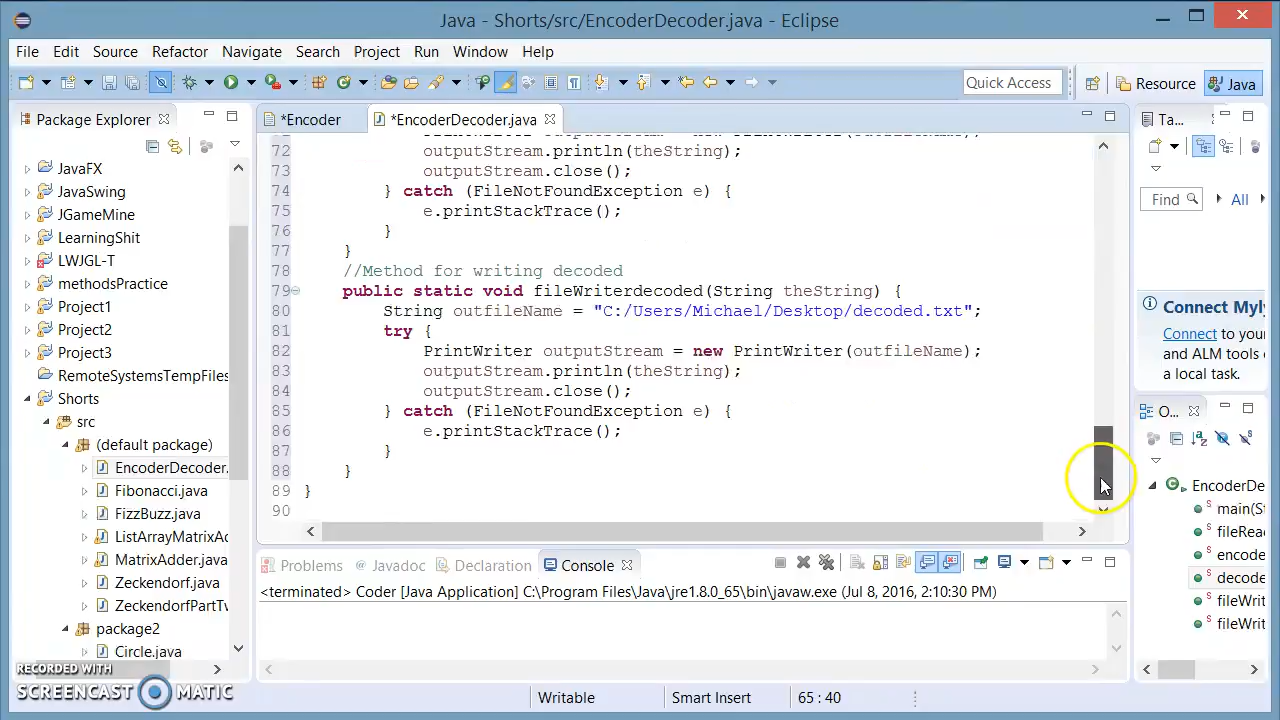 Java - Shorts/src/EncoderDecoder.java - Eclipse
File Edit Source Refactor Navigate Search Project Run Window Help
Quick Access
Resource
Java
Package Explorer
*Encoder
*EncoderDecoder.java
Ta...
JavaFX
JavaSwing
JGameMine
LearningShit
LWJGL-T
methodsPractice
Project1
Project2
Project3
RemoteSystemsTempFiles
Shorts
src
(default package)
EncoderDecoder.
Fibonacci.java
FizzBuzz.java
ListArrayMatrixAd
MatrixAdder.java
Zeckendorf.java
ZeckendorfPartTw
package2
Circle.java
72 outputStream.println(theString);
73 outputStream.close();
74 } catch (FileNotFoundException e) {
75 e.printStackTrace();
76 }
77 }
78 //Method for writing decoded
79 public static void fileWriterdecoded(String theString) {
80 String outfileName = "C:/Users/Michael/Desktop/decoded.txt";
81 try {
82 PrintWriter outputStream = new PrintWriter(outfileName);
83 outputStream.println(theString);
84 outputStream.close();
85 } catch (FileNotFoundException e) {
86 e.printStackTrace();
87 }
88 }
89 }
90
Find
All
Connect Myly
Connect to your
and ALM tools o
a local task.
O...
EncoderDe
main(S
fileRea
encode
decode
fileWrit
fileWrit
Problems @ Javadoc Declaration Console
<terminated> Coder [Java Application] C:\Program Files\Java\jre1.8.0_65\bin\javaw.exe (Jul 8, 2016, 2:10:30 PM)
Writable
Smart Insert
65 : 40
RECORDED WITH
SCREENCAST MATIC